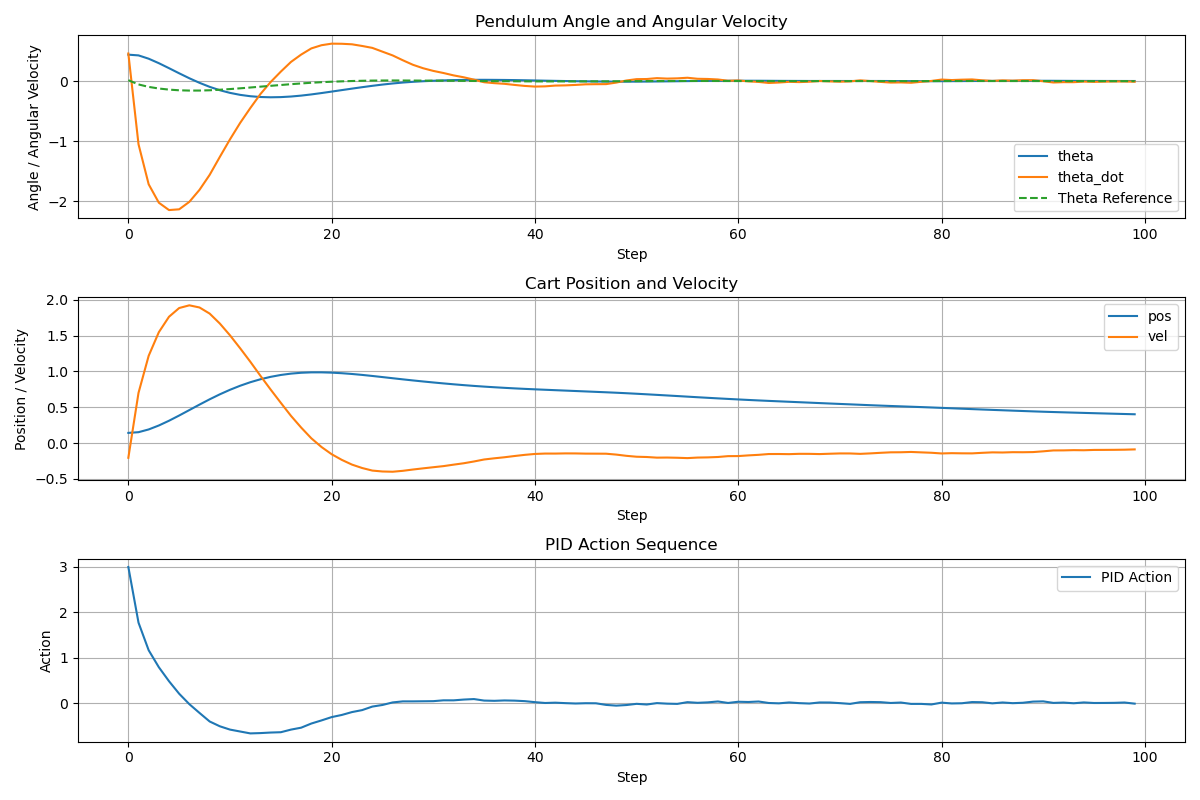 Pendulum Angle and Angular Velocity
Angle / Angular Velocity
0
−1
−2
theta
theta_dot
Theta Reference
0 20 40 60 80 100
Step
Cart Position and Velocity
Position / Velocity
2.0
1.5
1.0
0.5
0.0
−0.5
pos
vel
0 20 40 60 80 100
Step
PID Action Sequence
Action
3
2
1
0
PID Action
0 20 40 60 80 100
Step